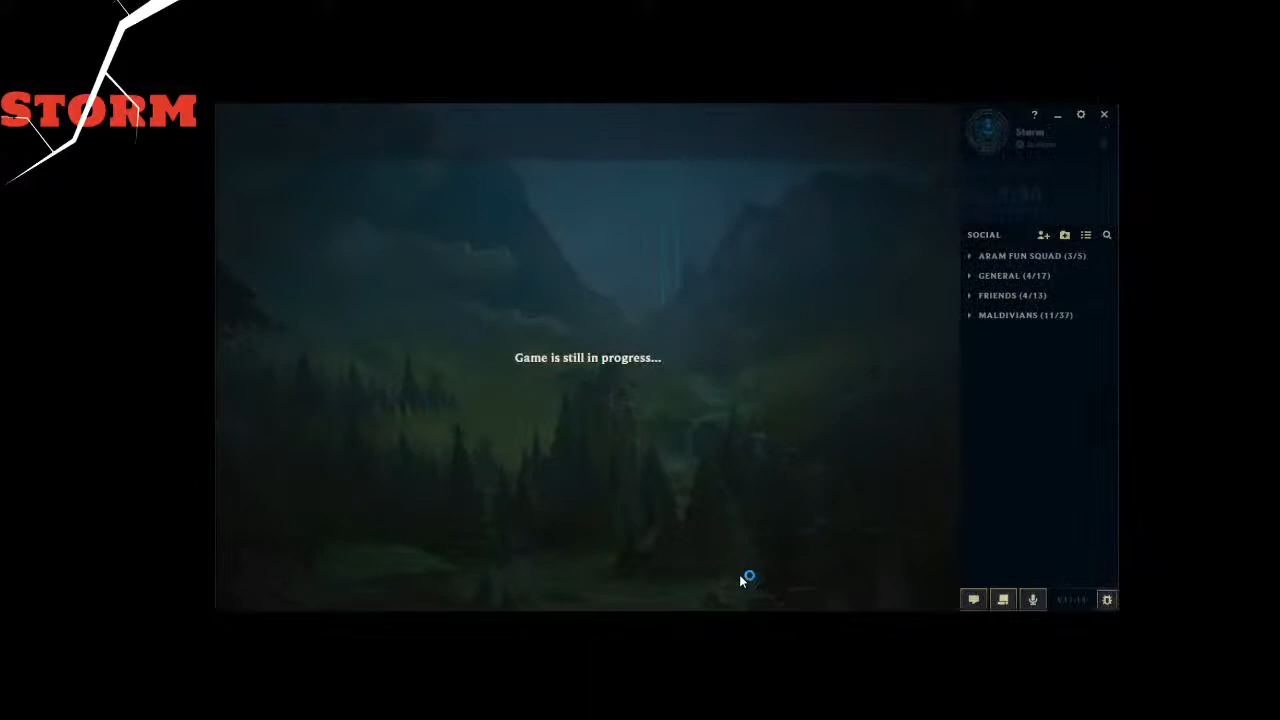 STORM
?
Storm
SOCIAL
ARAM FUN SQUAD (3/5)
GENERAL (4/17)
FRIENDS (4/13)
MALDIVIANS (11/37)
Game is still in progress...